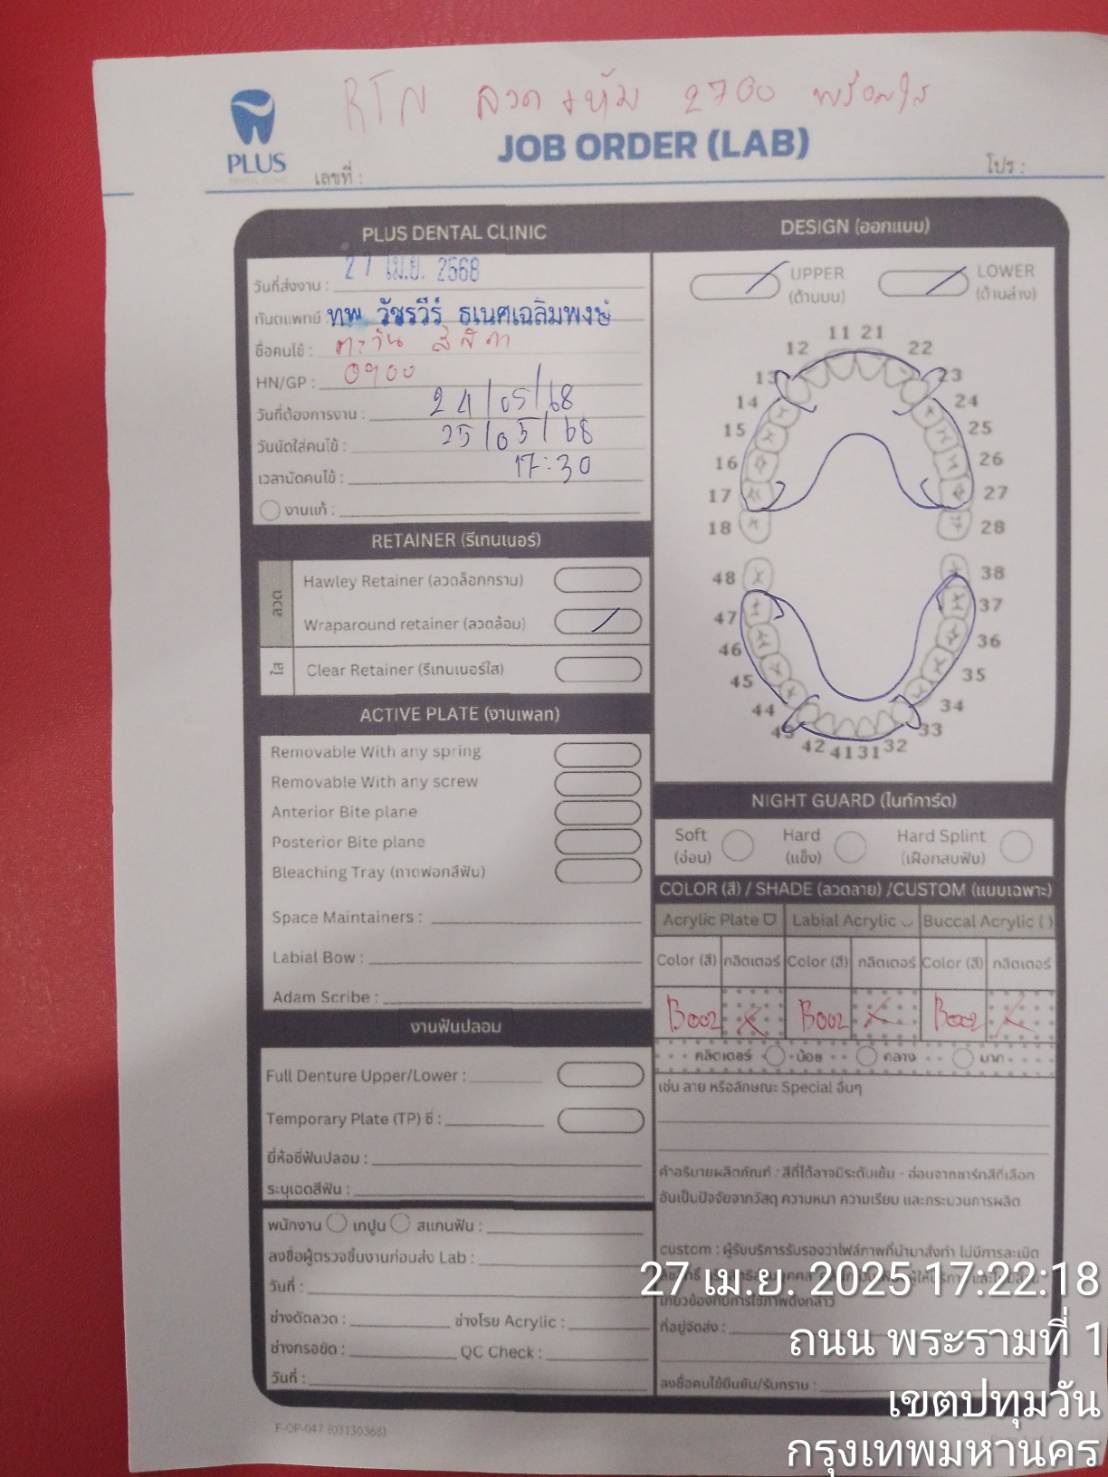 RTN ลวด + หุ้ม 2700 พร้อมใส่
PLUS
JOB ORDER (LAB)
เลขที่ :
โปร :
PLUS DENTAL CLINIC
วันที่ส่งงาน : 27 เม.ย. 2568
ทันตแพทย์ : ทพ. วัชรวีร์ ธเนศเฉลิมพงษ์
ชื่อคนไข้ : ตะวัน
HN/GP : 0900
วันที่ต้องการงาน : 24/05/68
วันนัดใส่คนไข้ : 25/05/68
เวลานัดคนไข้ : 17:30
งานแก้ :
RETAINER (รีเทนเนอร์)
ลวด
Hawley Retainer (ลวดล็อกกราม)
Wraparound retainer (ลวดล้อม)
ใส
Clear Retainer (รีเทนเนอร์ใส)
ACTIVE PLATE (งานเพลท)
Removable With any spring
Removable With any screw
Anterior Bite plane
Posterior Bite plane
Bleaching Tray (ถาดฟอกสีฟัน)
Space Maintainers :
Labial Bow :
Adam Scribe :
งานฟันปลอม
Full Denture Upper/Lower :
Temporary Plate (TP) ซี่ :
ยี่ห้อซี่ฟันปลอม :
ระบุเฉดสีฟัน :
พนักงาน เทปูน สแกนฟัน :
ลงชื่อผู้ตรวจชิ้นงานก่อนส่ง Lab :
วันที่ :
ช่างดัดลวด : ช่างโรย Acrylic :
ช่างกรอขัด : QC Check :
วันที่ :
F-OP-047 (03130368)
DESIGN (ออกแบบ)
UPPER LOWER
(ด้านบน) (ด้านล่าง)
11 21
12 22
13 23
14 24
15 25
16 26
17 27
18 28
48 38
47 37
46 36
45 35
44 34
43 33
42 41 31 32
NIGHT GUARD (ไนท์การ์ด)
Soft Hard Hard Splint
(อ่อน) (แข็ง) (เฝือกสบฟัน)
COLOR (สี) / SHADE (ลวดลาย) /CUSTOM (แบบเฉพาะ)
Acrylic Plate Labial Acrylic Buccal Acrylic ( )
Color (สี) กลิตเตอร์ Color (สี) กลิตเตอร์ Color (สี) กลิตเตอร์
B002 X B002 X B002 X
กลิตเตอร์ น้อย กลาง มาก
เช่น ลาย หรือลักษณะ Special อื่นๆ
คำอธิบายผลิตภัณฑ์ : สีที่ได้อาจมีระดับเข้ม - อ่อนจากชาร์ทสีที่เลือก
อันเป็นปัจจัยจากวัสดุ ความหนา ความเรียบ และกระบวนการผลิต
custom : ผู้รับบริการรับรองว่าไฟล์ภาพที่นำมาสั่งทำ ไม่มีการละเมิด
เกี่ยวข้องกับการใช้ภาพดังกล่าว
ที่อยู่จัดส่ง :
ลงชื่อคนไข้ยืนยัน/รับทราบ :
27 เม.ย. 2025 17:22:18
ถนน พระรามที่ 1
เขตปทุมวัน
กรุงเทพมหานคร